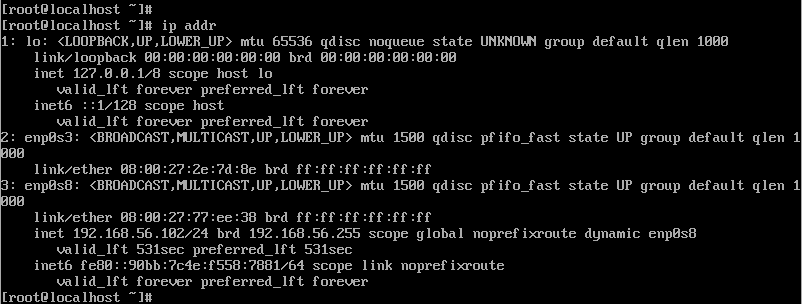 [root@localhost ~]#
[root@localhost ~]# ip addr
1: lo: <LOOPBACK,UP,LOWER_UP> mtu 65536 qdisc noqueue state UNKNOWN group default qlen 1000
    link/loopback 00:00:00:00:00:00 brd 00:00:00:00:00:00
    inet 127.0.0.1/8 scope host lo
       valid_lft forever preferred_lft forever
    inet6 ::1/128 scope host
       valid_lft forever preferred_lft forever
2: enp0s3: <BROADCAST,MULTICAST,UP,LOWER_UP> mtu 1500 qdisc pfifo_fast state UP group default qlen 1
000
    link/ether 08:00:27:2e:7d:8e brd ff:ff:ff:ff:ff:ff
3: enp0s8: <BROADCAST,MULTICAST,UP,LOWER_UP> mtu 1500 qdisc pfifo_fast state UP group default qlen 1
000
    link/ether 08:00:27:77:ee:38 brd ff:ff:ff:ff:ff:ff
    inet 192.168.56.102/24 brd 192.168.56.255 scope global noprefixroute dynamic enp0s8
       valid_lft 531sec preferred_lft 531sec
    inet6 fe80::90bb:7c4e:f558:7881/64 scope link noprefixroute
       valid_lft forever preferred_lft forever
[root@localhost ~]#